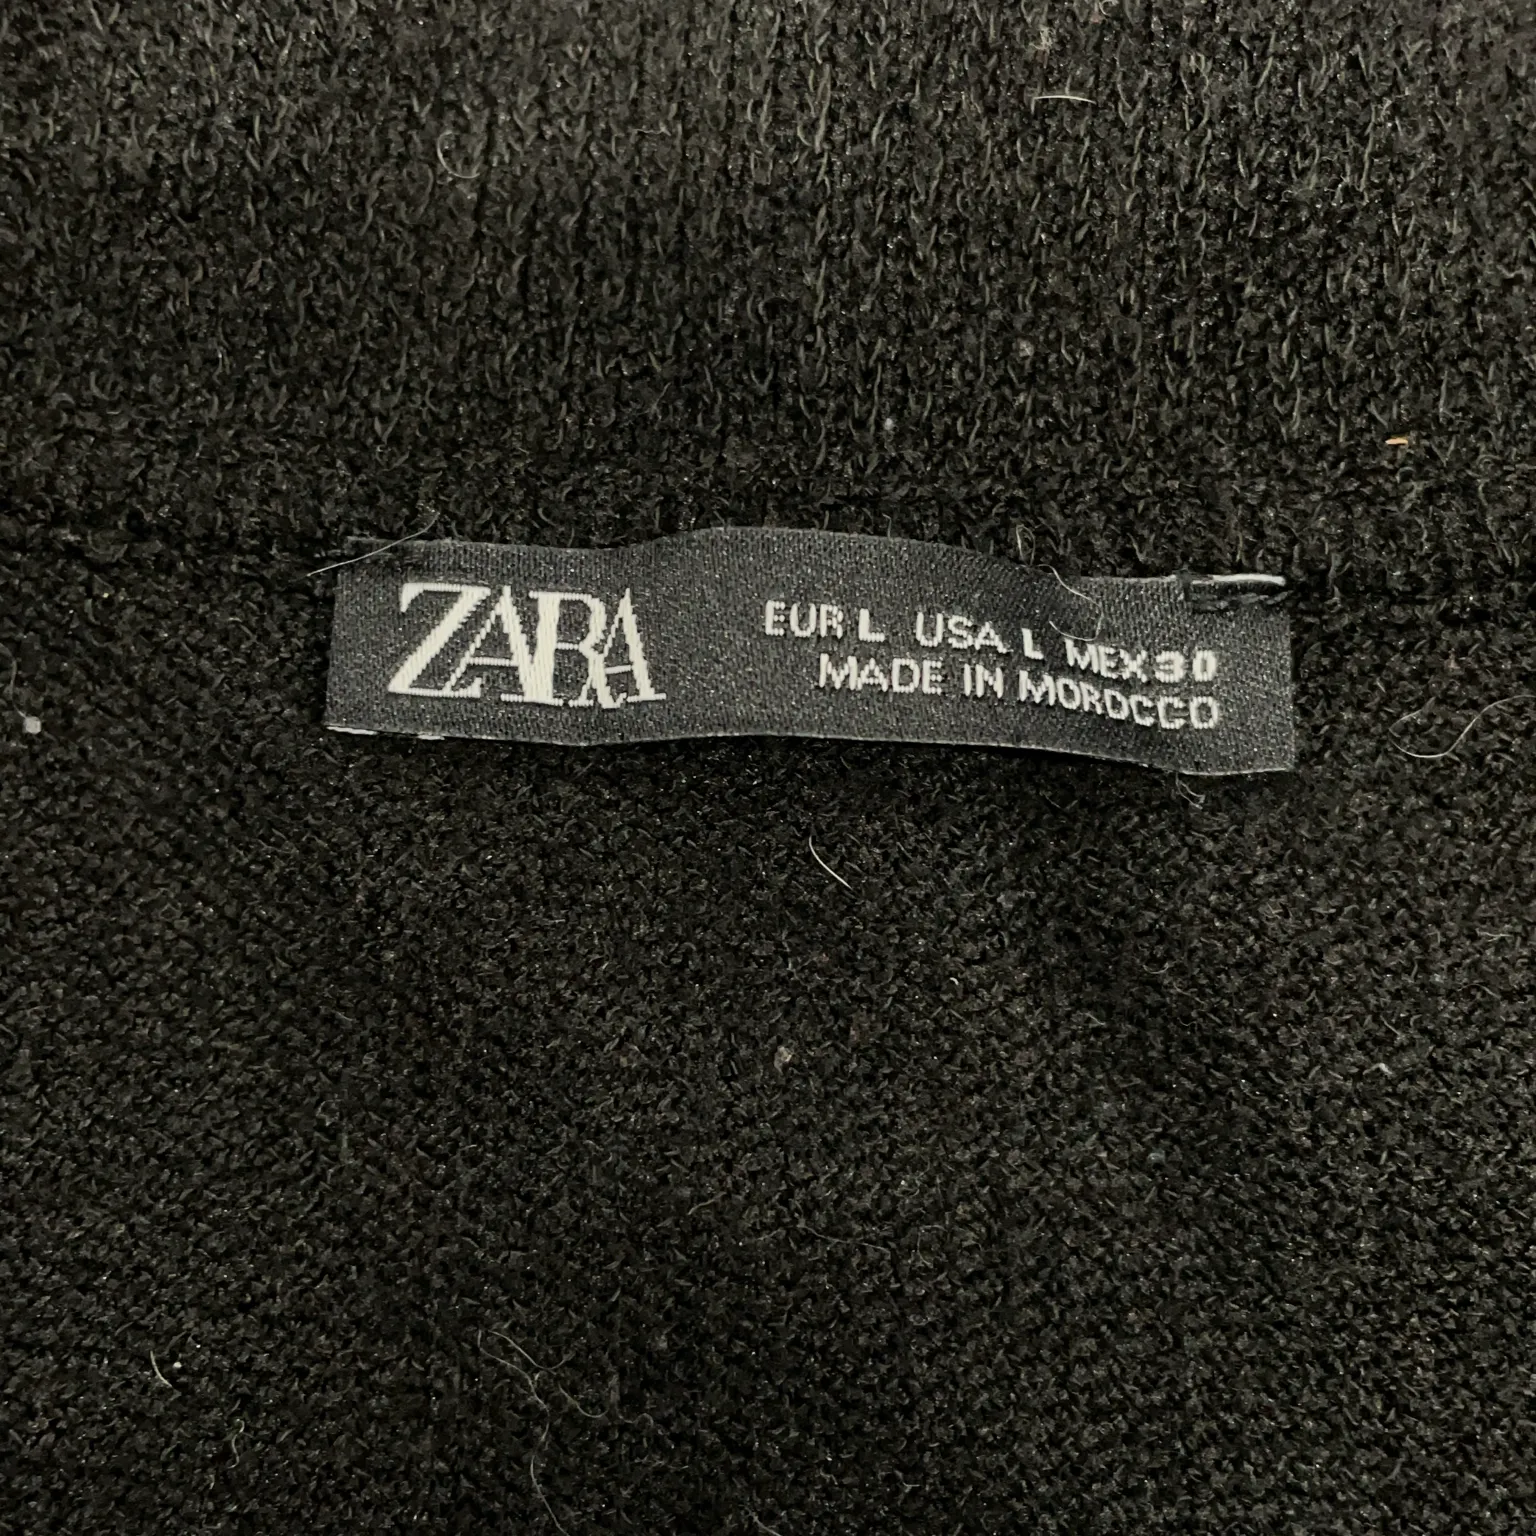 ZARA
EUR L USA L MEX 30
MADE IN MOROCCO